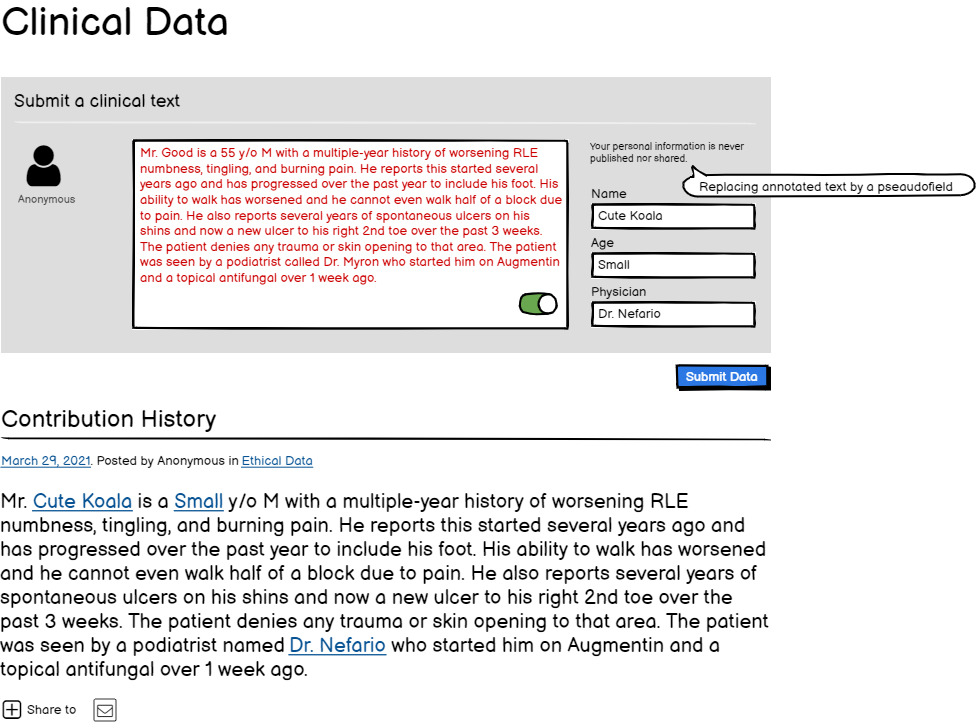 Clinical Data
Submit a clinical text
Anonymous
Mr. Good is a 55 y/o M with a multiple-year history of worsening RLE
numbness, tingling, and burning pain. He reports this started several
years ago and has progressed over the past year to include his foot. His
ability to walk has worsened and he cannot even walk half of a block due
to pain. He also reports several years of spontaneous ulcers on his
shins and now a new ulcer to his right 2nd toe over the past 3 weeks.
The patient denies any trauma or skin opening to that area. The patient
was seen by a podiatrist called Dr. Myron who started him on Augmentin
and a topical antifungal over 1 week ago.
Your personal information is never
published nor shared.
Replacing annotated text by a pseaudofield
Name
Cute Koala
Age
Small
Physician
Dr. Nefario
Submit Data
Contribution History
March 29, 2021. Posted by Anonymous in Ethical Data
Mr. Cute Koala is a Small y/o M with a multiple-year history of worsening RLE
numbness, tingling, and burning pain. He reports this started several years ago and
has progressed over the past year to include his foot. His ability to walk has worsened
and he cannot even walk half of a block due to pain. He also reports several years of
spontaneous ulcers on his shins and now a new ulcer to his right 2nd toe over the
past 3 weeks. The patient denies any trauma or skin opening to that area. The patient
was seen by a podiatrist named Dr. Nefario who started him on Augmentin and a
topical antifungal over 1 week ago.
Share to